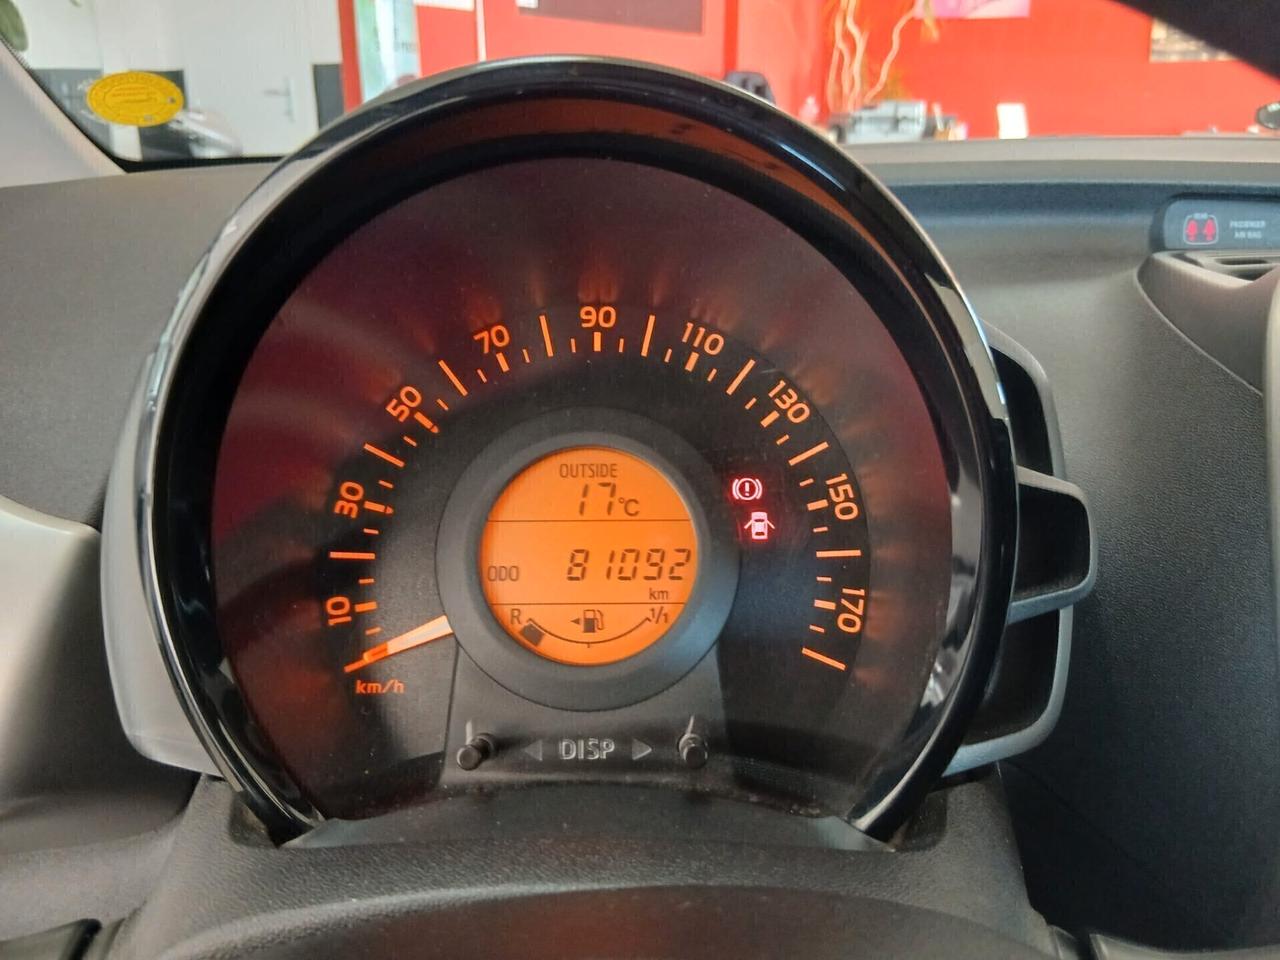 PASSENGER
AIR BAG
10
30
50
70
90
110
130
150
170
km/h
OUTSIDE
17°C
ODO 81092
km
R 1/1
DISP